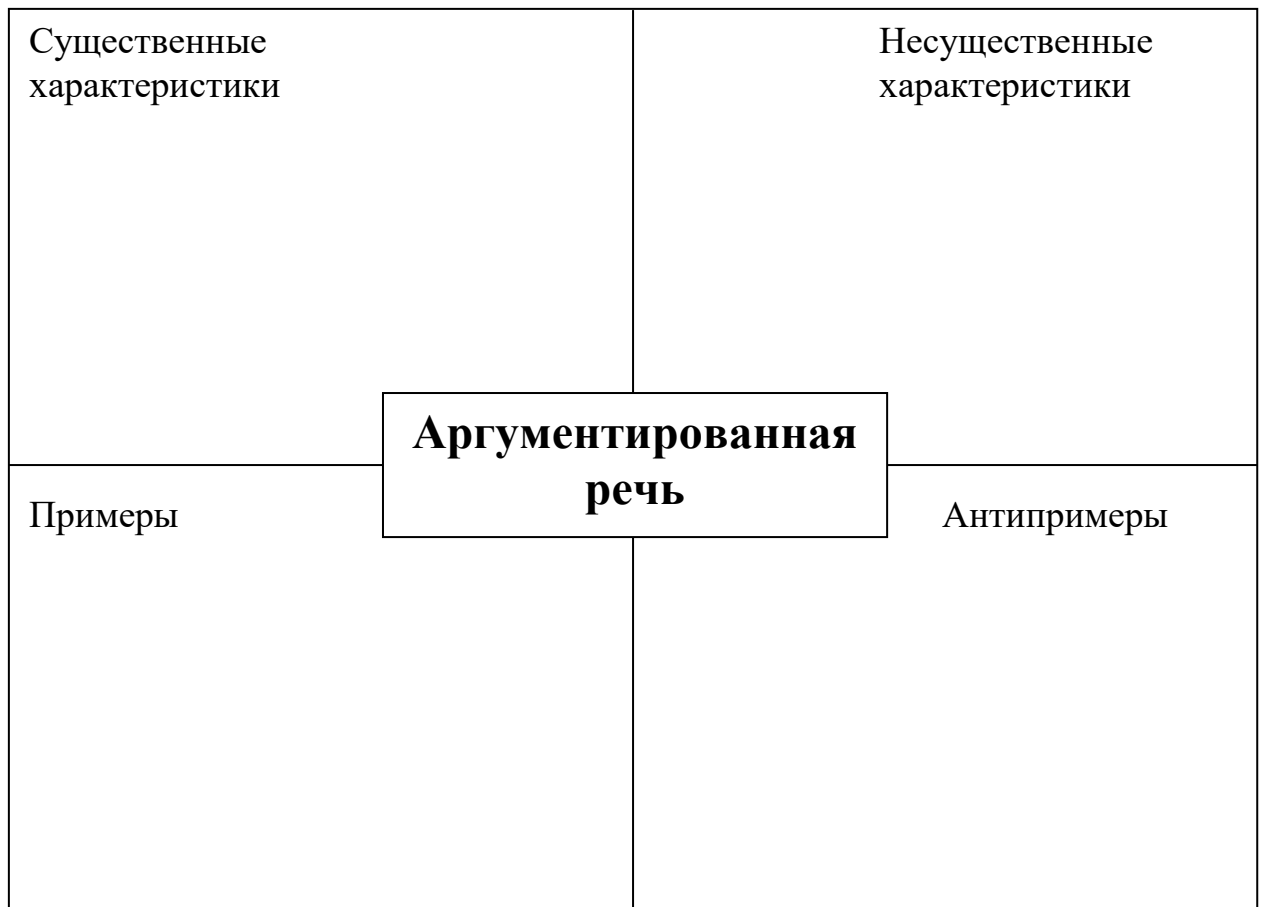 Существенные
характеристики
Несущественные
характеристики
Аргументированная
речь
Примеры
Антипримеры